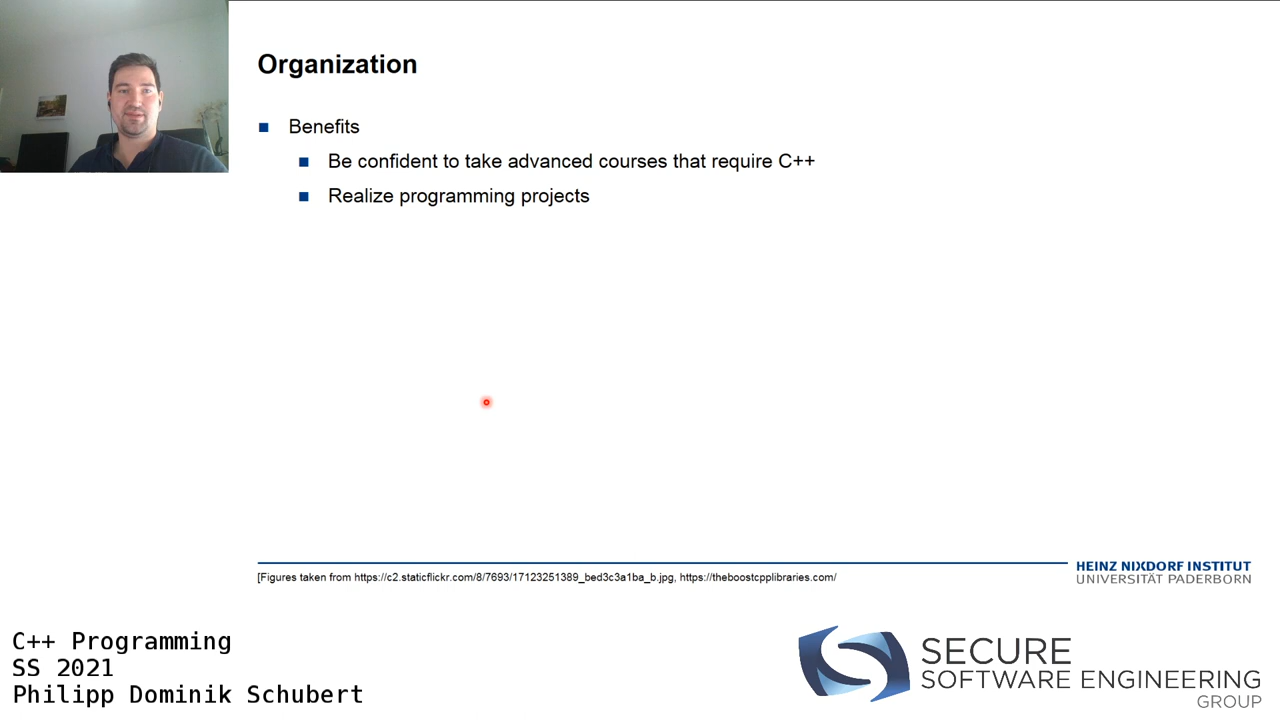 Organization
Benefits
Be confident to take advanced courses that require C++
Realize programming projects
[Figures taken from https://c2.staticflickr.com/8/7693/17123251389_bed3c3a1ba_b.jpg, https://theboostcpplibraries.com/
HEINZ NIXDORF INSTITUT
UNIVERSITÄT PADERBORN
C++ Programming
SS 2021
Philipp Dominik Schubert
SECURE
SOFTWARE ENGINEERING
GROUP